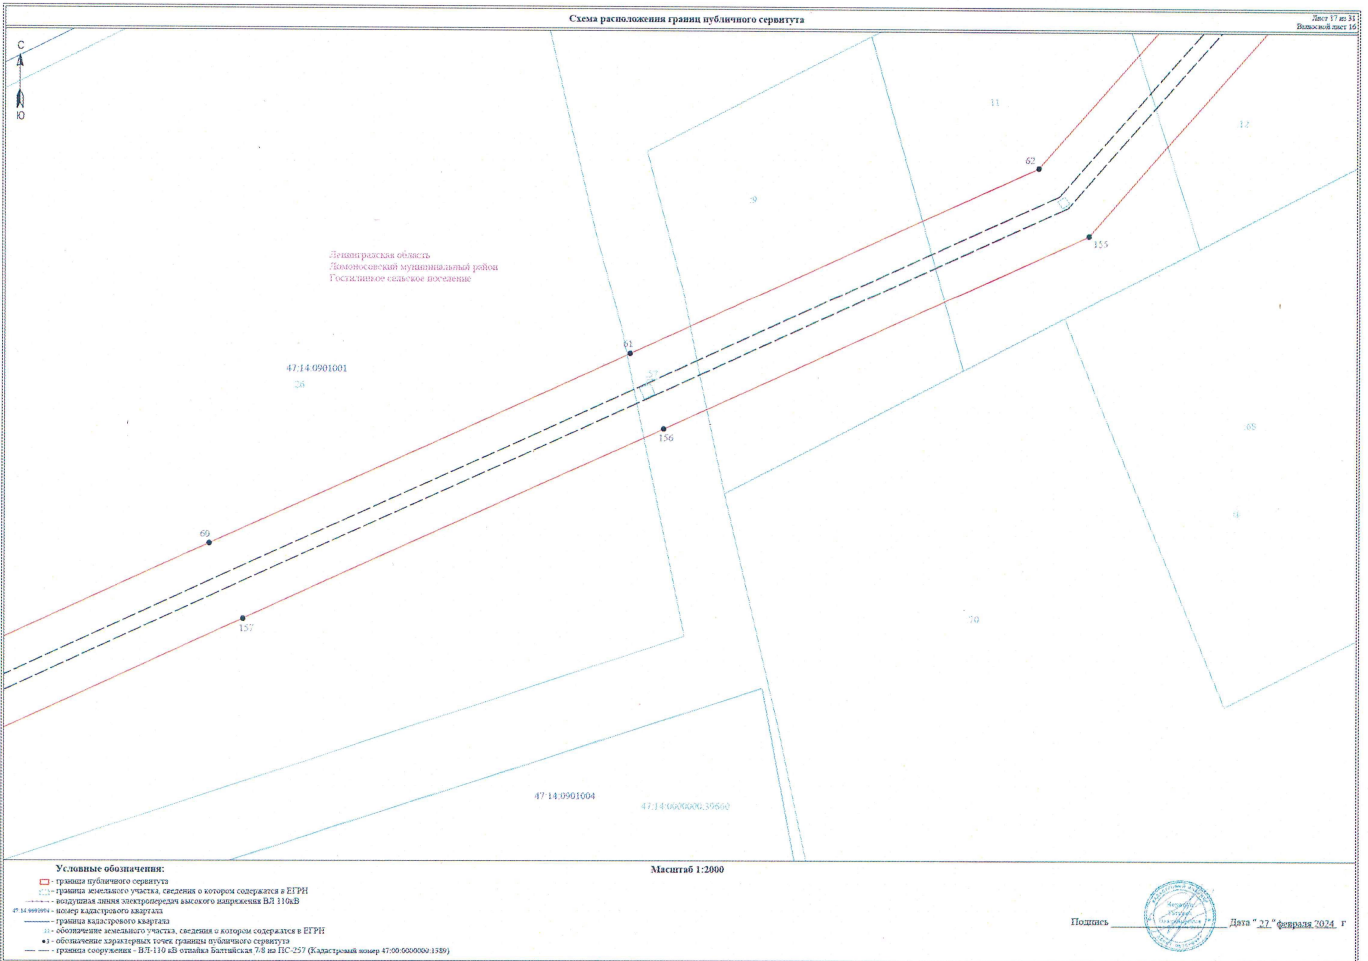 Схема расположения границ публичного сервитута
Лист 17 из 31
Выносной лист 16
С
Ю
11
12
62
:9
155
Ленинградская область
Ломоносовский муниципальный район
Гостилицкое сельское поселение
61
47:14:0901001
26
156
:68
60
157
70
47:14:0901004
47:14:0000000:39600
Условные обозначения:
Масштаб 1:2000
- граница публичного сервитута
- граница земельного участка, сведения о котором содержатся в ЕГРН
- воздушная линия электропередач высокого напряжения ВЛ 110кВ
- номер кадастрового квартала
- граница кадастрового квартала
- обозначение земельного участка, сведения о котором содержатся в ЕГРН
- обозначение характерных точек границы публичного сервитута
- граница сооружения - ВЛ-110 кВ отпайка Балтийская 7/8 на ПС-257 (Кадастровый номер 47:00:0000000:1389)
Подпись Дата " 27 " февраля 2024 г